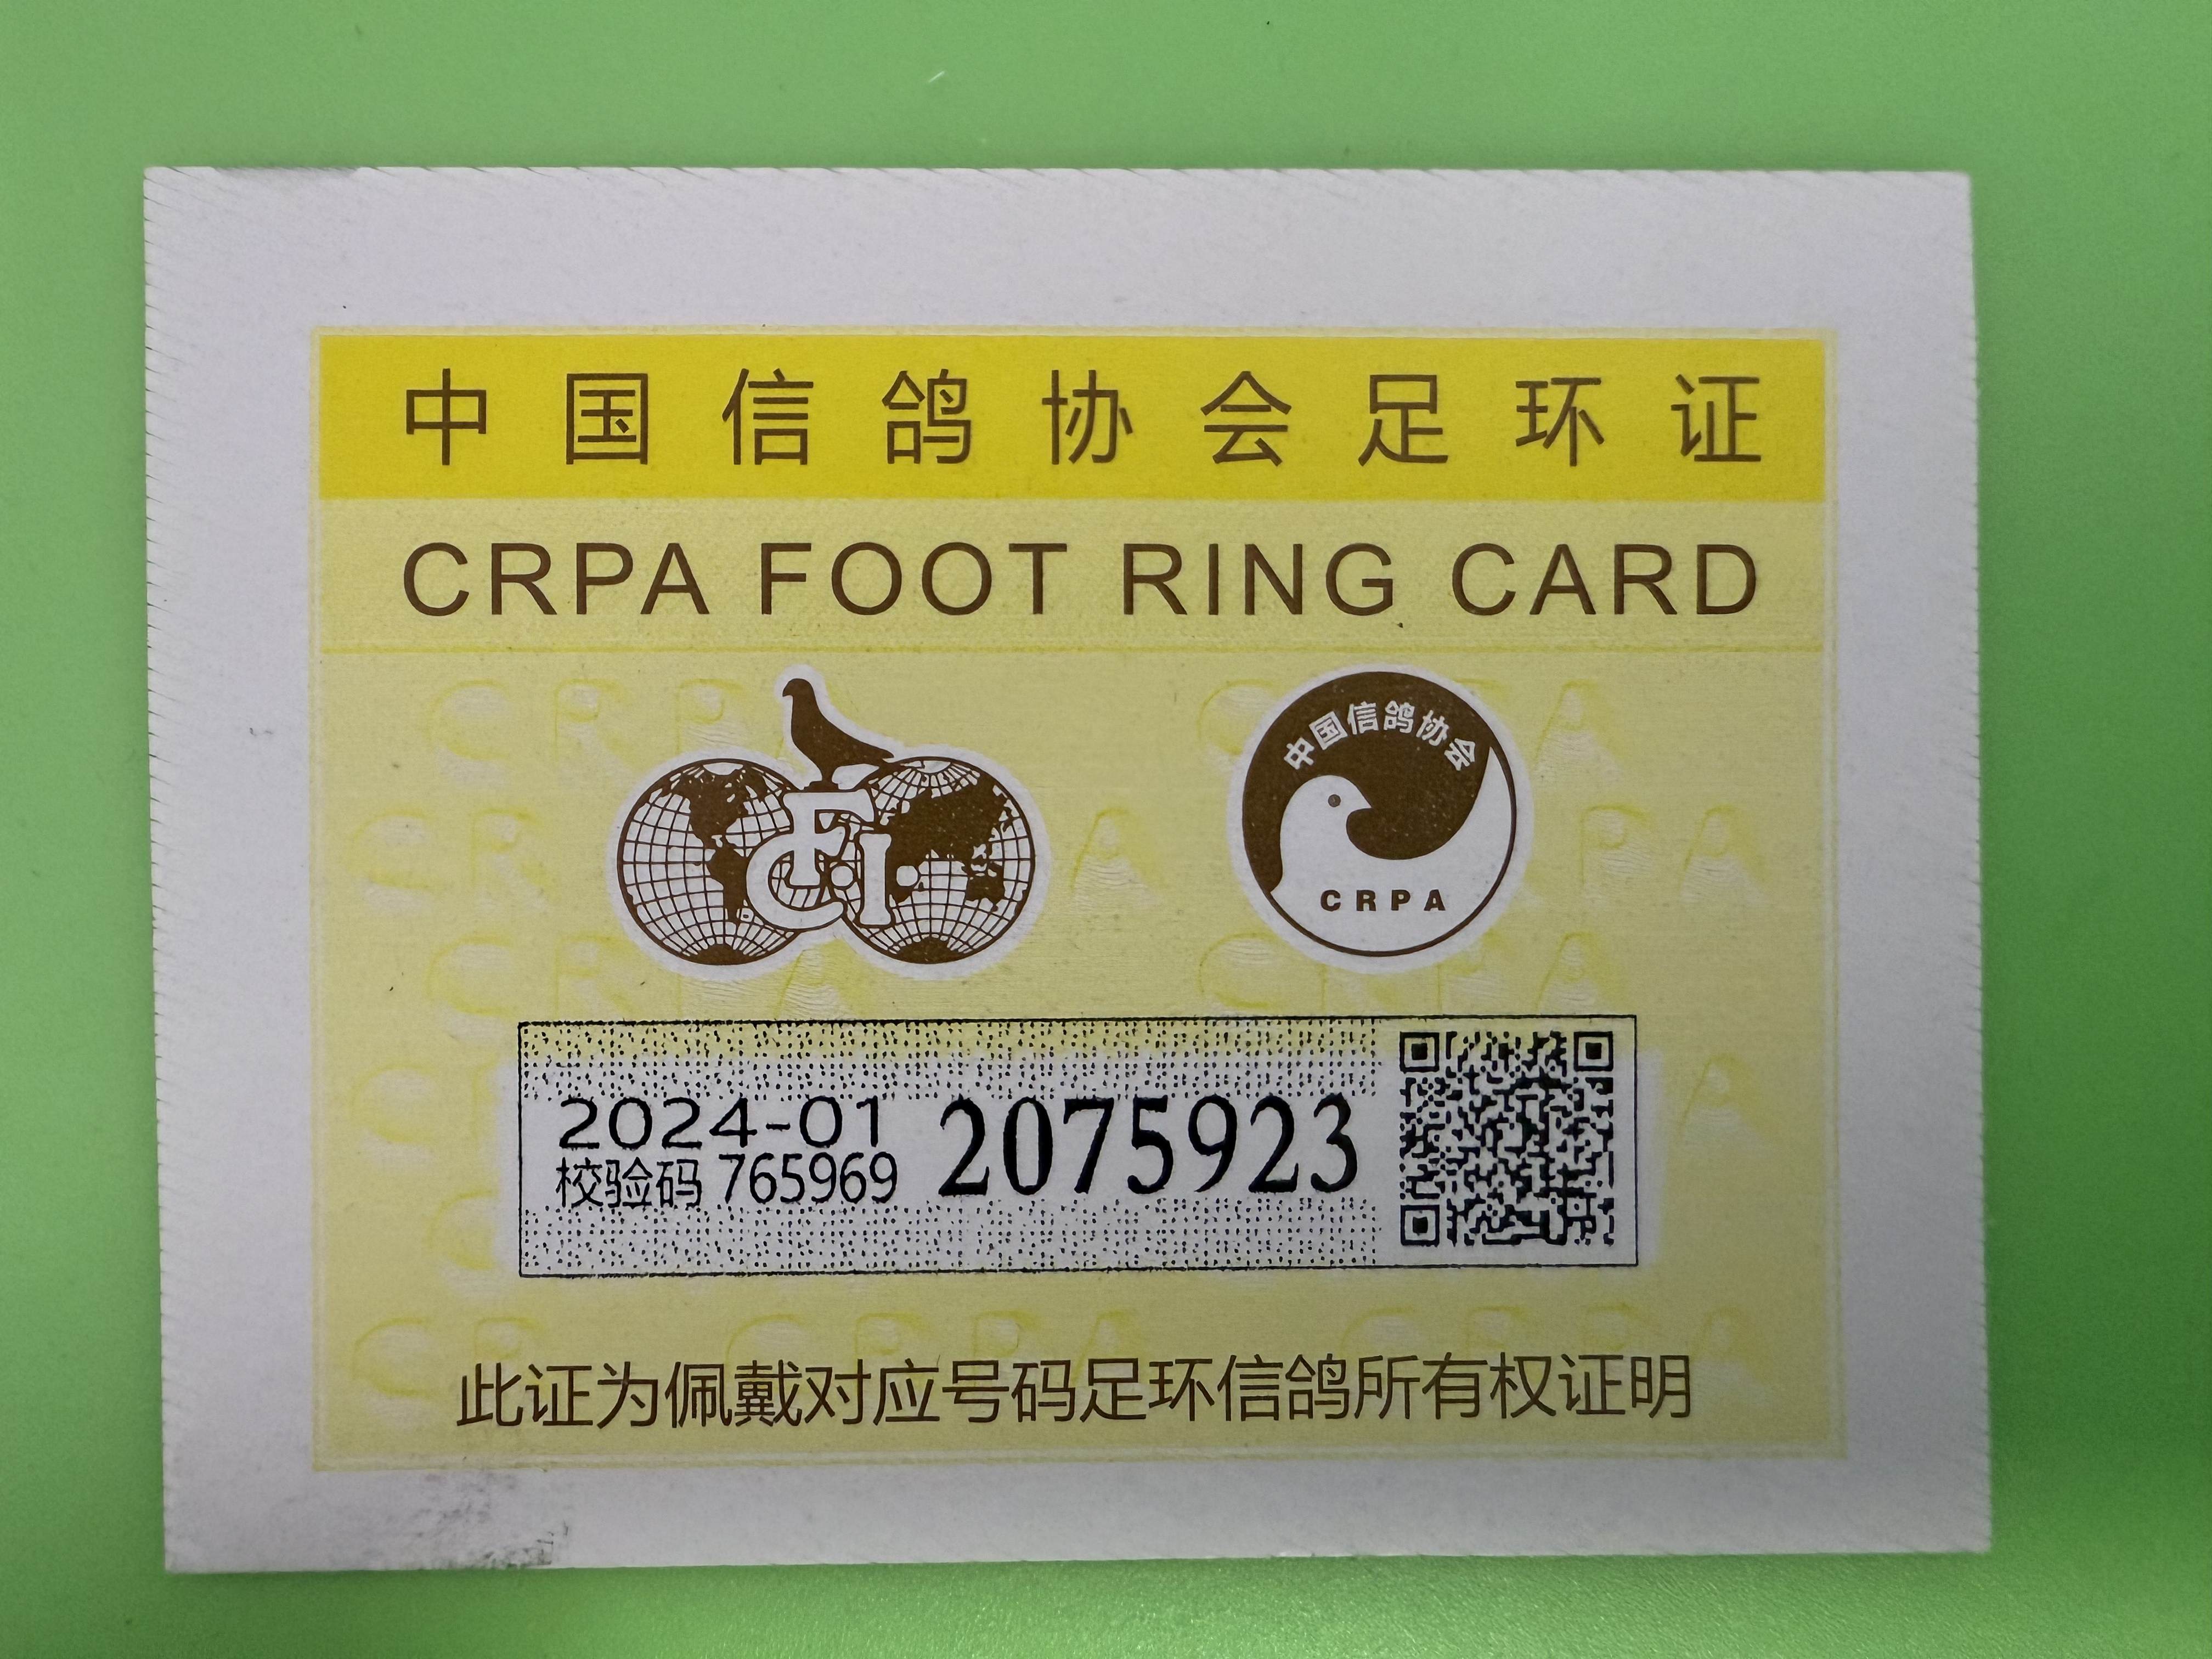 中国信鸽协会足环证
CRPA FOOT RING CARD
FCI
中国信鸽协会
CRPA
2024-01 2075923
校验码 765969
此证为佩戴对应号码足环信鸽所有权证明